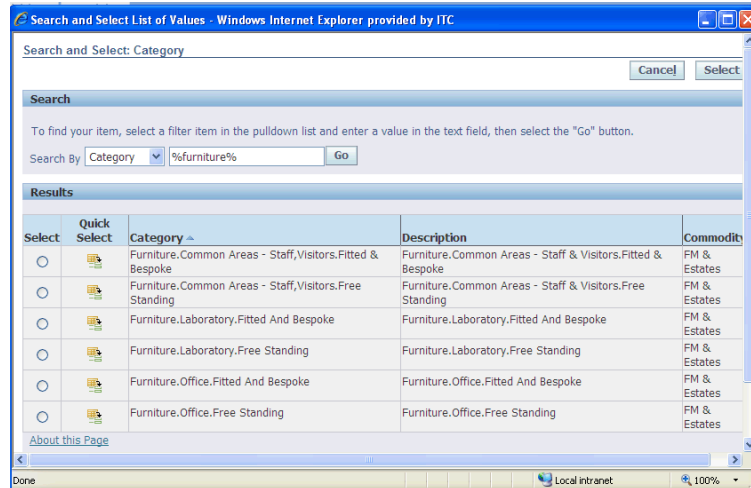 Search and Select List of Values - Windows Internet Explorer provided by ITC
Search and Select: Category
Cancel Select
Search
To find your item, select a filter item in the pulldown list and enter a value in the text field, then select the "Go" button.
Search By Category %furniture% Go
Results
Select Quick Select Category Description Commodity
Furniture.Common Areas - Staff,Visitors.Fitted & Furniture.Common Areas - Staff & Visitors.Fitted & FM &
Bespoke Bespoke Estates
Furniture.Common Areas - Staff,Visitors.Free Furniture.Common Areas - Staff & Visitors.Free FM &
Standing Standing Estates
Furniture.Laboratory.Fitted And Bespoke Furniture.Laboratory.Fitted And Bespoke FM &
Estates
Furniture.Laboratory.Free Standing Furniture.Laboratory.Free Standing FM &
Estates
Furniture.Office.Fitted And Bespoke Furniture.Office.Fitted And Bespoke FM &
Estates
Furniture.Office.Free Standing Furniture.Office.Free Standing FM &
Estates
About this Page
Done Local intranet 100%